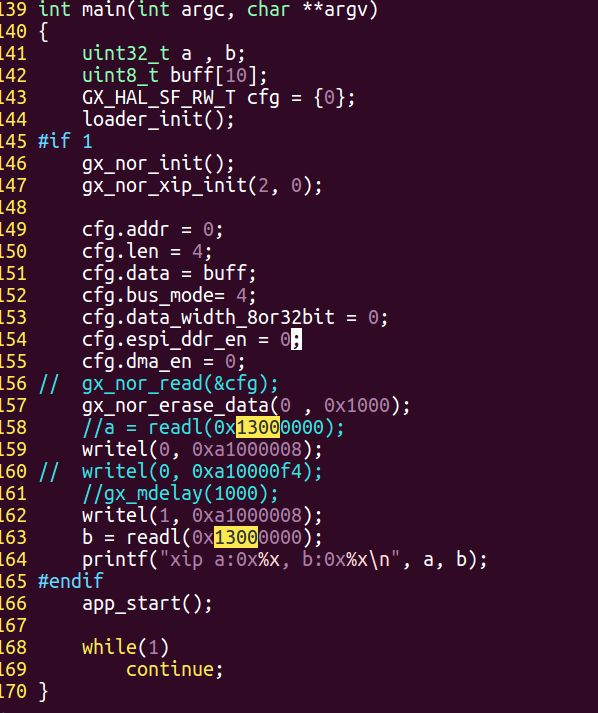 139 int main(int argc, char **argv)
140 {
141     uint32_t a , b;
142     uint8_t buff[10];
143     GX_HAL_SF_RW_T cfg = {0};
144     loader_init();
145 #if 1
146     gx_nor_init();
147     gx_nor_xip_init(2, 0);
148
149     cfg.addr = 0;
150     cfg.len = 4;
151     cfg.data = buff;
152     cfg.bus_mode= 4;
153     cfg.data_width_8or32bit = 0;
154     cfg.espi_ddr_en = 0;
155     cfg.dma_en = 0;
156 //  gx_nor_read(&cfg);
157     gx_nor_erase_data(0 , 0x1000);
158     //a = readl(0x13000000);
159     writel(0, 0xa1000008);
160 //  writel(0, 0xa10000f4);
161     //gx_mdelay(1000);
162     writel(1, 0xa1000008);
163     b = readl(0x13000000);
164     printf("xip a:0x%x, b:0x%x\n", a, b);
165 #endif
166     app_start();
167
168     while(1)
169         continue;
170 }